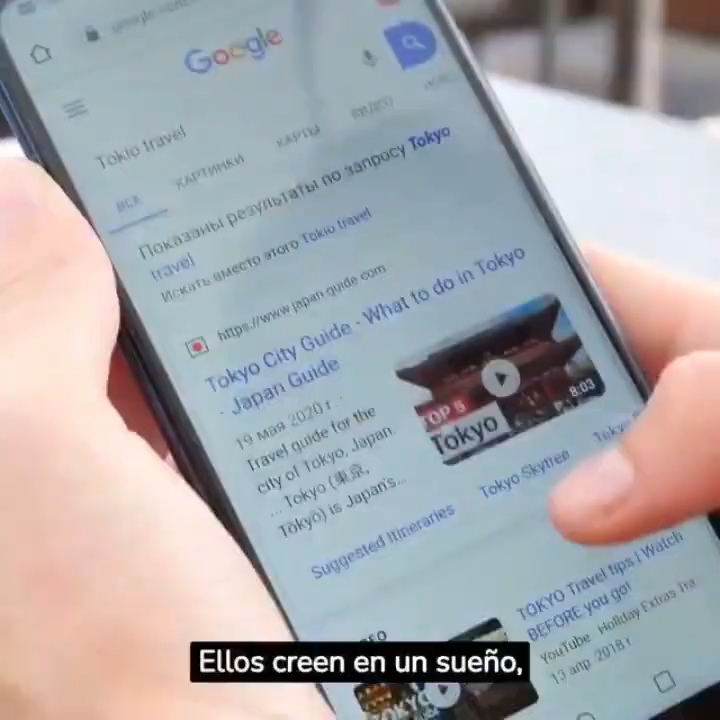 Google
Tokio travel
ВСЕ
КАРТИНКИ
КАРТЫ
ВИДЕО
Показаны результаты по запросу Tokyo
travel
Искать вместо этого Tokio travel
https://www.japan-guide.com
Tokyo City Guide - What to do in Tokyo
- Japan Guide
19 мая 2020 г.
Travel guide for the
city of Tokyo, Japan
... Tokyo (東京,
Tōkyō) is Japan's...
TOP 5
Tokyo
8:03
Suggested Itineraries
Tokyo Skytree
Tokyo
TOKYO Travel tips | Watch
BEFORE you go!
YouTube · Holiday Extras Tra
13 апр. 2018 г.
TOKYO
Ellos creen en un sueño,